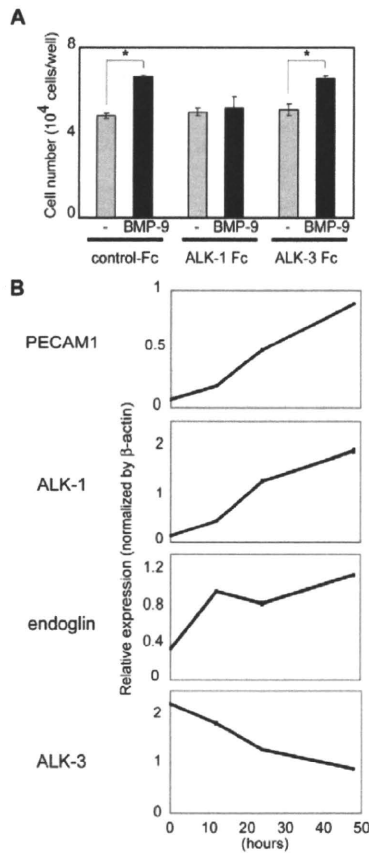 A
Cell number (10⁴ cells/well)
8
4
0
*
*
- BMP-9 - BMP-9 - BMP-9
control-Fc ALK-1 Fc ALK-3 Fc
B
Relative expression (normalized by β-actin)
PECAM1
1
0.5
0
ALK-1
2
1
0
endoglin
1.2
0.8
0.4
0
ALK-3
2
1
0
0 10 20 30 40 50
(hours)